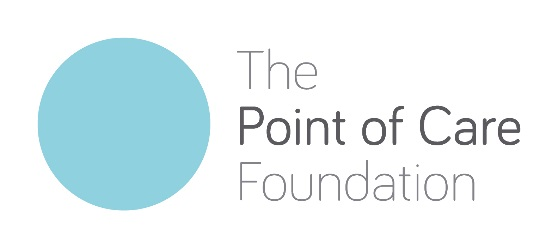 The
Point of Care
Foundation